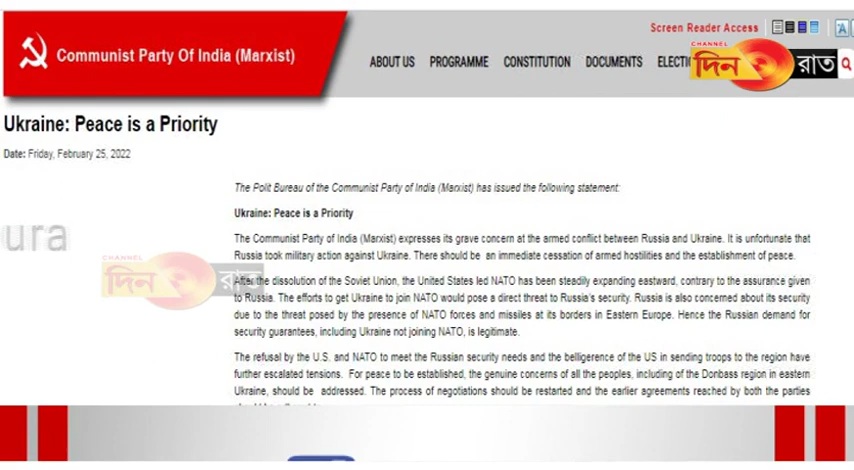 Screen Reader Access
Communist Party Of India (Marxist)
ABOUT US PROGRAMME CONSTITUTION DOCUMENTS
CHANNEL
দিন রাত
Ukraine: Peace is a Priority
Date: Friday, February 25, 2022
The Polit Bureau of the Communist Party of India (Marxist) has issued the following statement:
Ukraine: Peace is a Priority
ura
The Communist Party of India (Marxist) expresses its grave concern at the armed conflict between Russia and Ukraine. It is unfortunate that
Russia took military action against Ukraine. There should be an immediate cessation of armed hostilities and the establishment of peace.
CHANNEL
দিন রাত
After the dissolution of the Soviet Union, the United States led NATO has been steadily expanding eastward, contrary to the assurance given
to Russia. The efforts to get Ukraine to join NATO would pose a direct threat to Russia's security. Russia is also concerned about its security
due to the threat posed by the presence of NATO forces and missiles at its borders in Eastern Europe. Hence the Russian demand for
security guarantees, including Ukraine not joining NATO, is legitimate.
The refusal by the U.S. and NATO to meet the Russian security needs and the belligerence of the US in sending troops to the region have
further escalated tensions. For peace to be established, the genuine concerns of all the peoples, including of the Donbass region in eastern
Ukraine, should be addressed. The process of negotiations should be restarted and the earlier agreements reached by both the parties